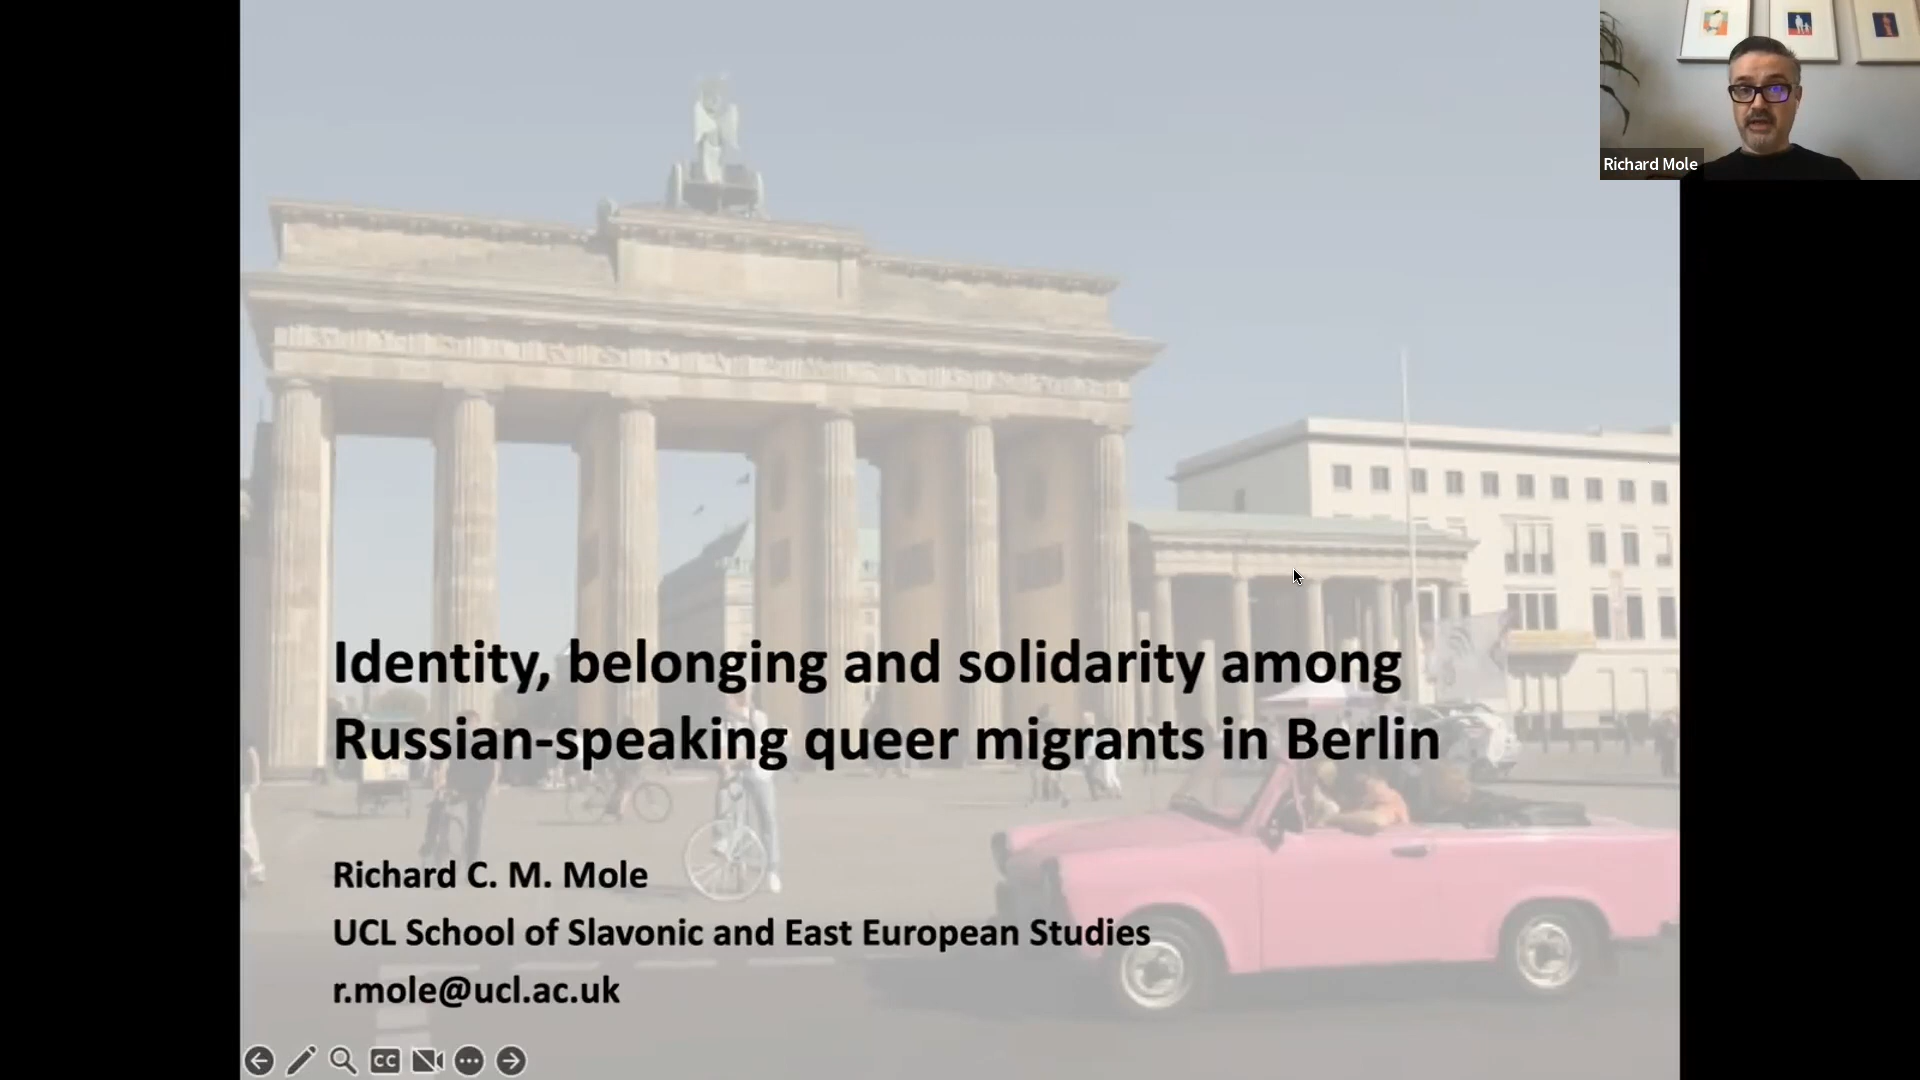 Richard Mole
Identity, belonging and solidarity among
Russian-speaking queer migrants in Berlin
Richard C. M. Mole
UCL School of Slavonic and East European Studies
r.mole@ucl.ac.uk
CC